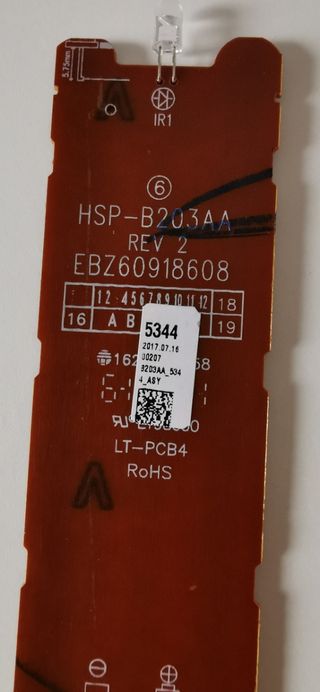 5.75mm
IR1
6
HSP-B203AA
REV 2
EBZ60918608
12 4 5 6 7 8 9 10 11 12 18
16 A B 19
5344
2017.07.16
00207
B203AA_534
4_ASY
LT-PCB4
RoHS